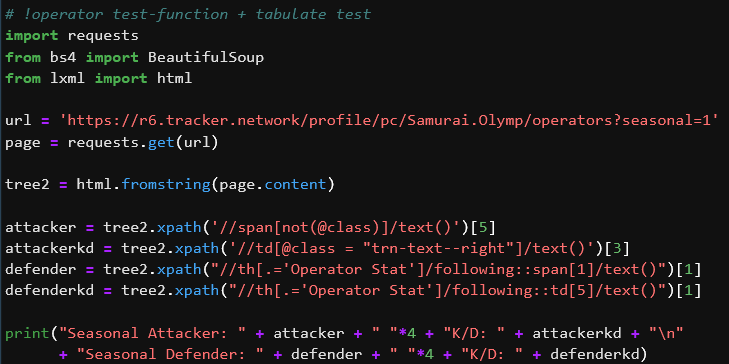 # !operator test-function + tabulate test
import requests
from bs4 import BeautifulSoup
from lxml import html
url = 'https://r6.tracker.network/profile/pc/Samurai.Olymp/operators?seasonal=1'
page = requests.get(url)
tree2 = html.fromstring(page.content)
attacker = tree2.xpath('//span[not(@class)]/text()')[5]
attackerkd = tree2.xpath('//td[@class = "trn-text--right"]/text()')[3]
defender = tree2.xpath("//th[.='Operator Stat']/following::span[1]/text()")[1]
defenderkd = tree2.xpath("//th[.='Operator Stat']/following::td[5]/text()")[1]
print("Seasonal Attacker: " + attacker + " "*4 + "K/D: " + attackerkd + "\n"
+ "Seasonal Defender: " + defender + " "*4 + "K/D: " + defenderkd)